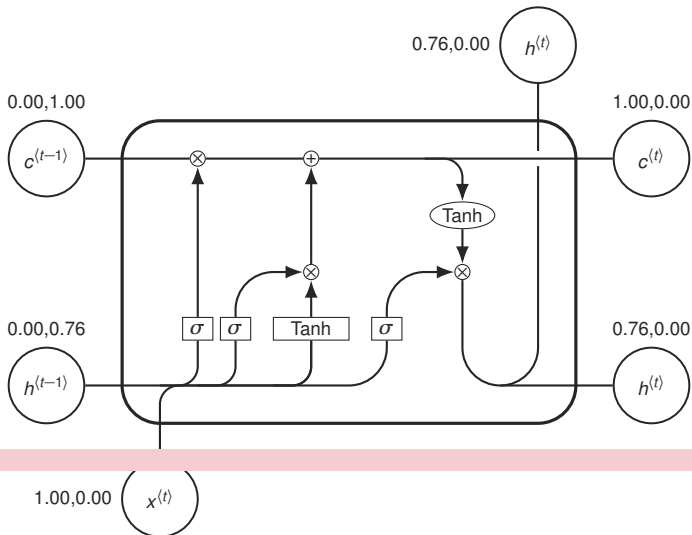 0.76,0.00
h⟨t⟩
0.00,1.00
1.00,0.00
c⟨t−1⟩
⊗
+
c⟨t⟩
Tanh
⊗
⊗
0.00,0.76
0.76,0.00
σ
σ
Tanh
σ
h⟨t−1⟩
h⟨t⟩
1.00,0.00
x⟨t⟩